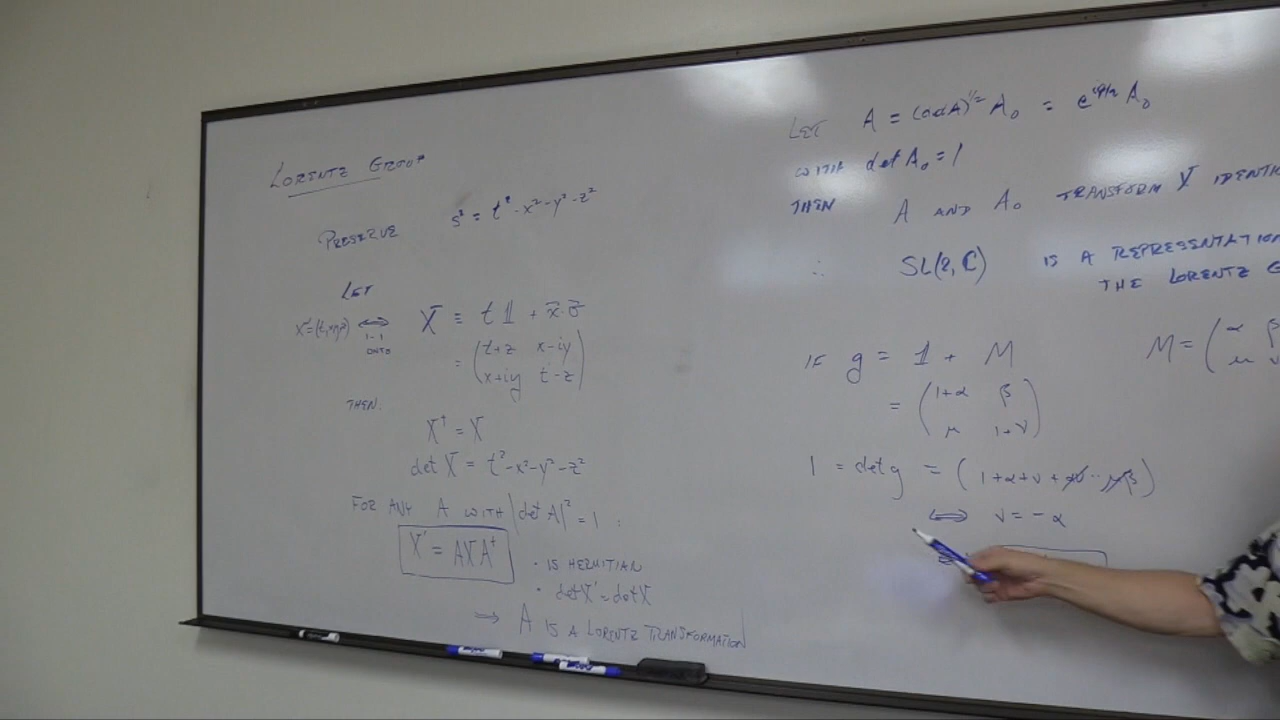 LORENTZ GROUP
PRESERVE s² = t² - x² - y² - z²
LET
⟺ X ≡ t 𝟙 + x⃗·σ⃗
1-1
ONTO
= (t+z x-iy
x+iy t-z)
THEN
X† = X
det X = t² - x² - y² - z²
FOR ANY A WITH |det A|² = 1 :
X' = AXA†
• IS HERMITIAN
• det X' = det X
⟹ A IS A LORENTZ TRANSFORMATION
LET A = (det A)^1/2 A₀ = e^iφ/2 A₀
WITH det A₀ = 1
THEN A AND A₀ TRANSFORM X
∴ SL(2, ℂ) IS A REPRESENTATION
THE LORENTZ G
IF g = 𝟙 + M
M = (α β
μ ν
= (1+α β
μ 1+ν)
1 = det g = (1+α+ν + αν - μβ)
⟺ ν = -α